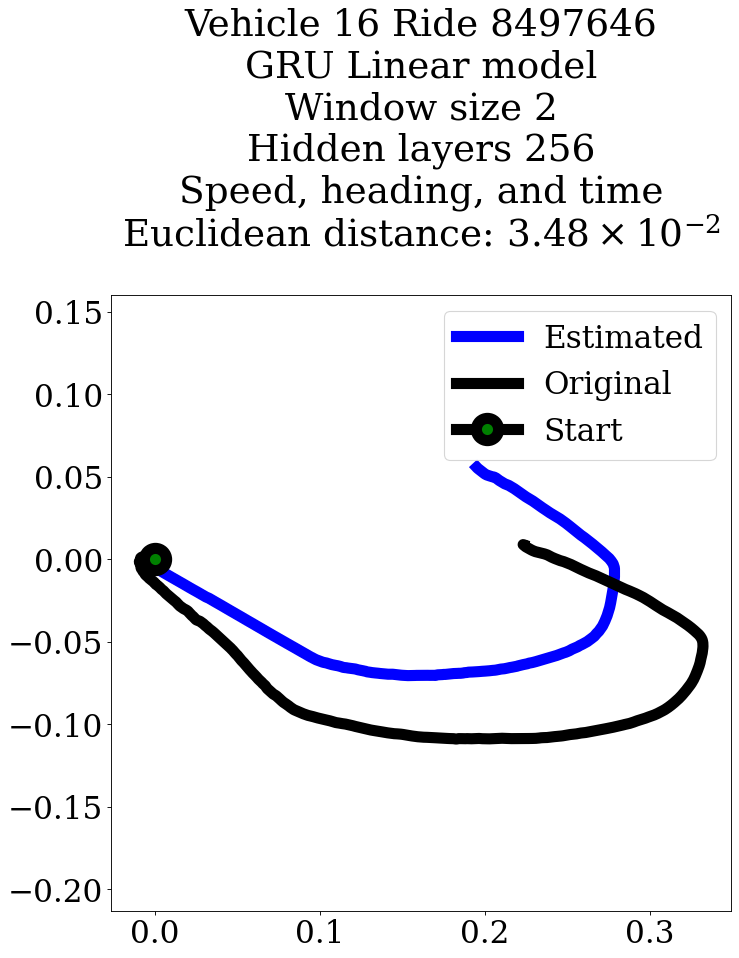 Vehicle 16 Ride 8497646
GRU Linear model
Window size 2
Hidden layers 256
Speed, heading, and time
Euclidean distance: 3.48 × 10⁻²
Estimated
Original
Start
0.15
0.10
0.05
0.00
−0.05
−0.10
−0.15
−0.20
0.0 0.1 0.2 0.3